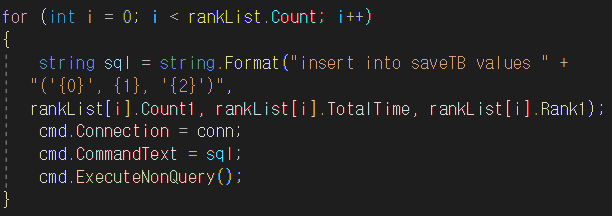 for (int i = 0; i < rankList.Count; i++)
{
string sql = string.Format("insert into saveTB values " +
"('{0}', {1}, '{2}')",
rankList[i].Count1, rankList[i].TotalTime, rankList[i].Rank1);
cmd.Connection = conn;
cmd.CommandText = sql;
cmd.ExecuteNonQuery();
}